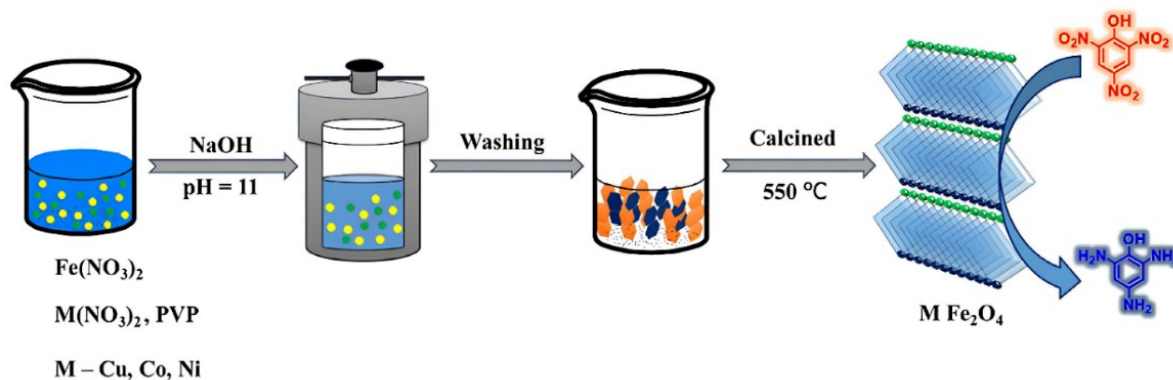 Fe(NO₃)₂
M(NO₃)₂, PVP
M – Cu, Co, Ni
NaOH
pH = 11
Washing
Calcined
550 °C
M Fe₂O₄
OH
O₂N
NO₂
NO₂
OH
H₂N
NH
NH₂